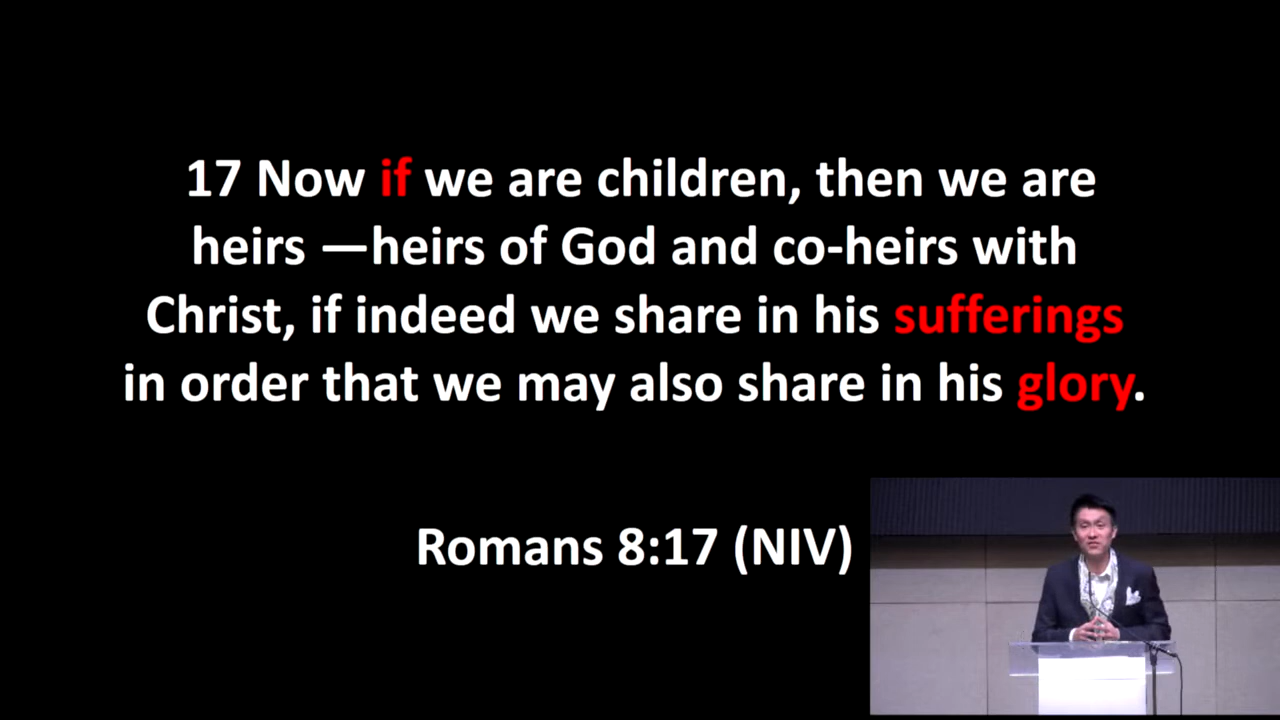 17 Now if we are children, then we are
heirs —heirs of God and co-heirs with
Christ, if indeed we share in his sufferings
in order that we may also share in his glory.
Romans 8:17 (NIV)